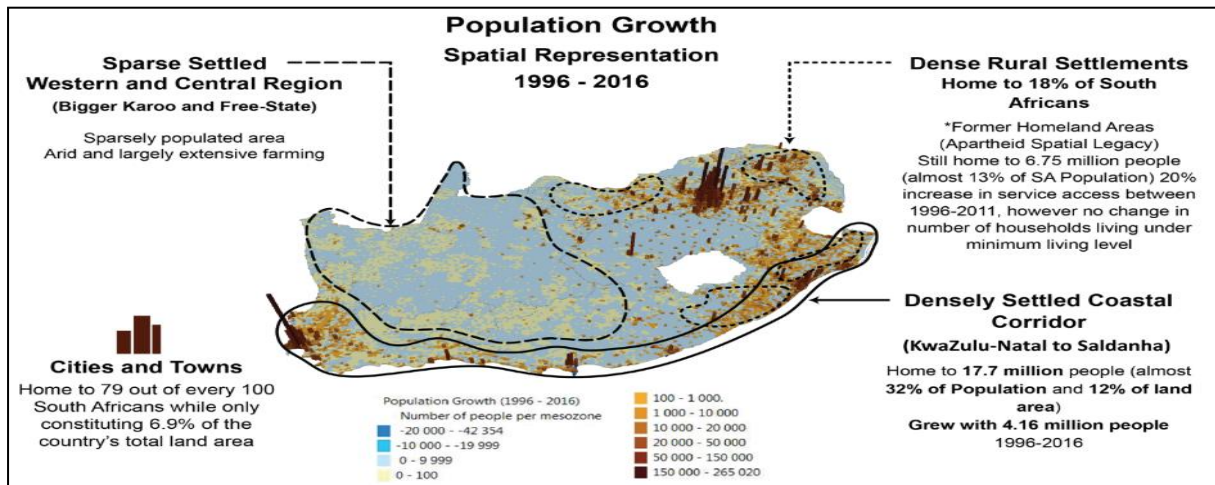 Population Growth
Spatial Representation
1996 - 2016
Sparse Settled
Western and Central Region
(Bigger Karoo and Free-State)
Sparsely populated area
Arid and largely extensive farming
Dense Rural Settlements
Home to 18% of South
Africans
*Former Homeland Areas
(Apartheid Spatial Legacy)
Still home to 6.75 million people
(almost 13% of SA Population) 20%
increase in service access between
1996-2011, however no change in
number of households living under
minimum living level
Densely Settled Coastal
Corridor
(KwaZulu-Natal to Saldanha)
Home to 17.7 million people (almost
32% of Population and 12% of land
area)
Grew with 4.16 million people
1996-2016
Cities and Towns
Home to 79 out of every 100
South Africans while only
constituting 6.9% of the
country's total land area
Population Growth (1996 - 2016)
Number of people per mesozone
-20 000 - -42 354
-10 000 - -19 999
0 - 9 999
0 - 100
100 - 1 000.
1 000 - 10 000
10 000 - 20 000
20 000 - 50 000
50 000 - 150 000
150 000 - 265 020